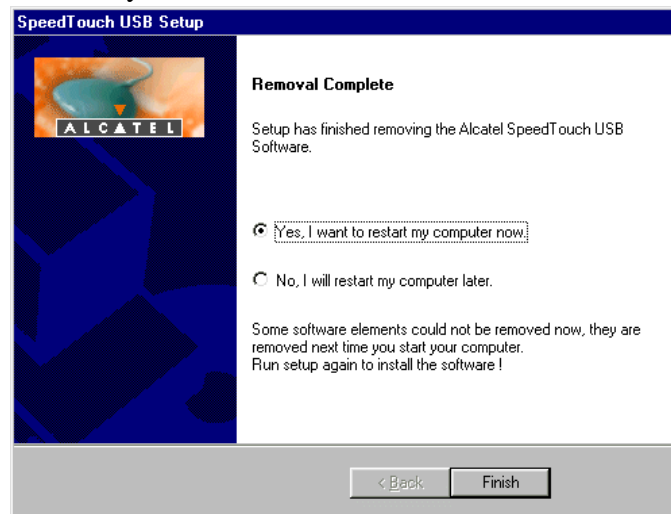 SpeedTouch USB Setup
ALCATEL
Removal Complete
Setup has finished removing the Alcatel SpeedTouch USB
Software.
Yes, I want to restart my computer now.
No, I will restart my computer later.
Some software elements could not be removed now, they are
removed next time you start your computer.
Run setup again to install the software !
< Back
Finish